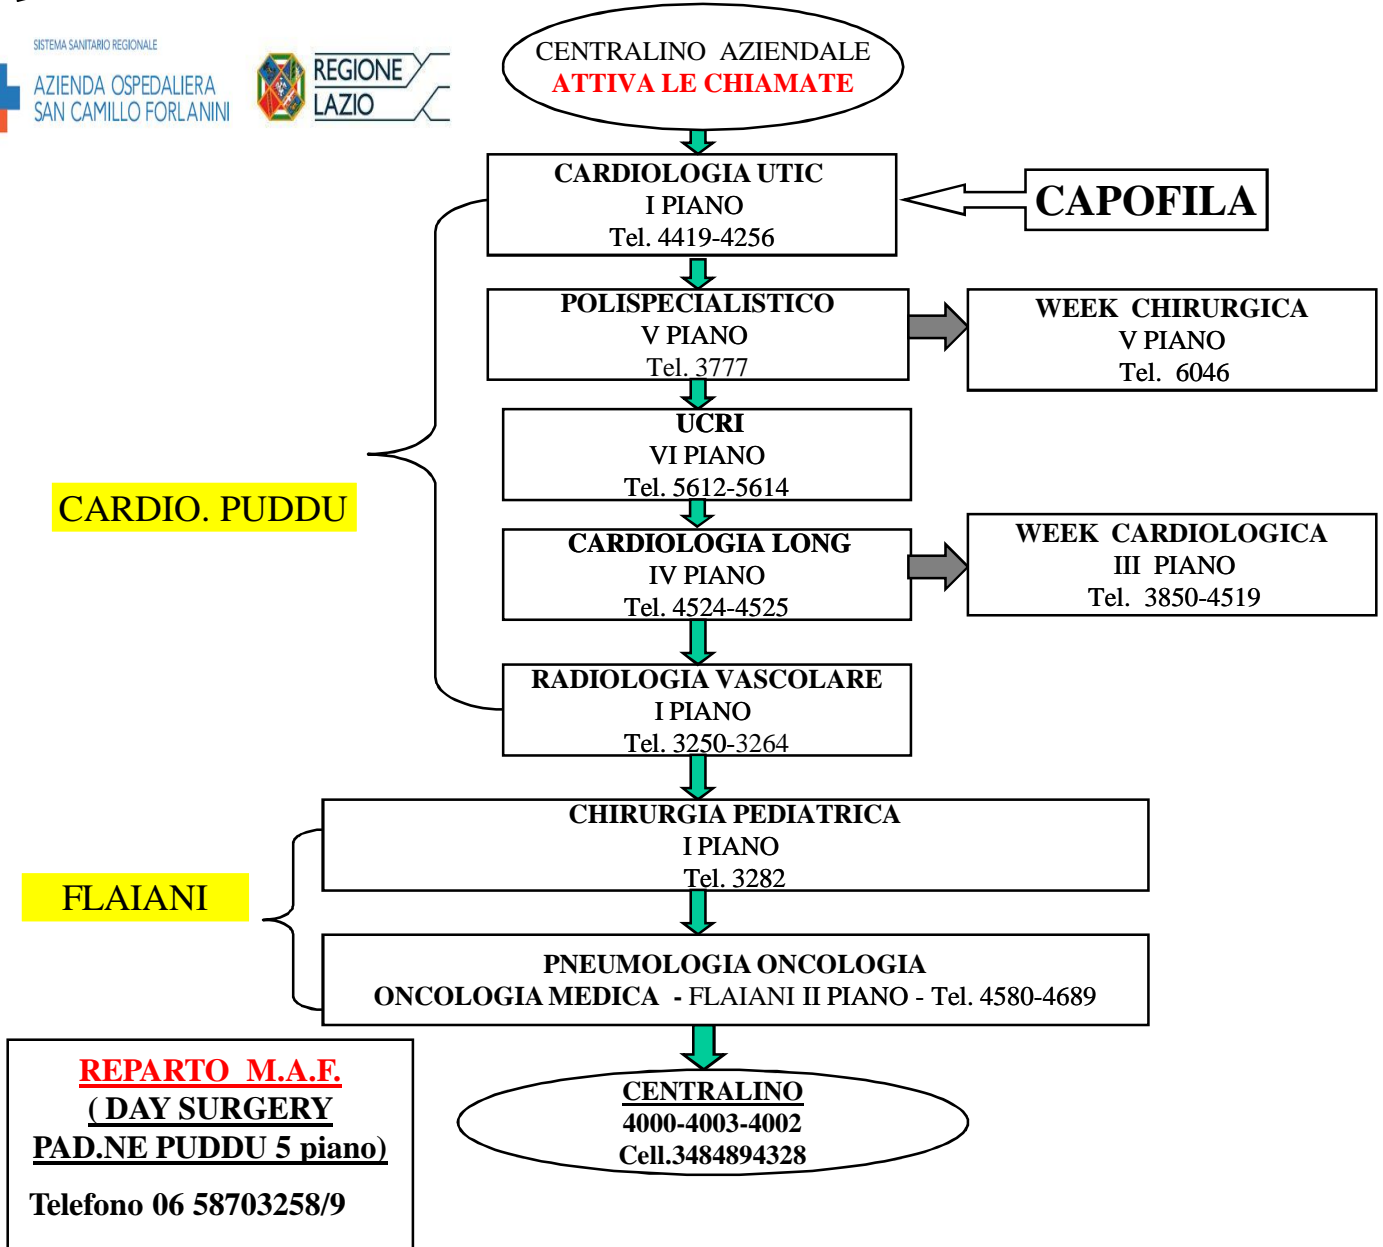 SISTEMA SANITARIO REGIONALE
AZIENDA OSPEDALIERA
SAN CAMILLO FORLANINI
REGIONE
LAZIO
CENTRALINO AZIENDALE
ATTIVA LE CHIAMATE
CARDIOLOGIA UTIC
I PIANO
Tel. 4419-4256
CAPOFILA
POLISPECIALISTICO
V PIANO
Tel. 3777
WEEK CHIRURGICA
V PIANO
Tel. 6046
UCRI
VI PIANO
Tel. 5612-5614
CARDIO. PUDDU
CARDIOLOGIA LONG
IV PIANO
Tel. 4524-4525
WEEK CARDIOLOGICA
III PIANO
Tel. 3850-4519
RADIOLOGIA VASCOLARE
I PIANO
Tel. 3250-3264
CHIRURGIA PEDIATRICA
I PIANO
Tel. 3282
FLAIANI
PNEUMOLOGIA ONCOLOGIA
ONCOLOGIA MEDICA - FLAIANI II PIANO - Tel. 4580-4689
REPARTO M.A.F.
( DAY SURGERY
PAD.NE PUDDU 5 piano)
Telefono 06 58703258/9
CENTRALINO
4000-4003-4002
Cell.3484894328